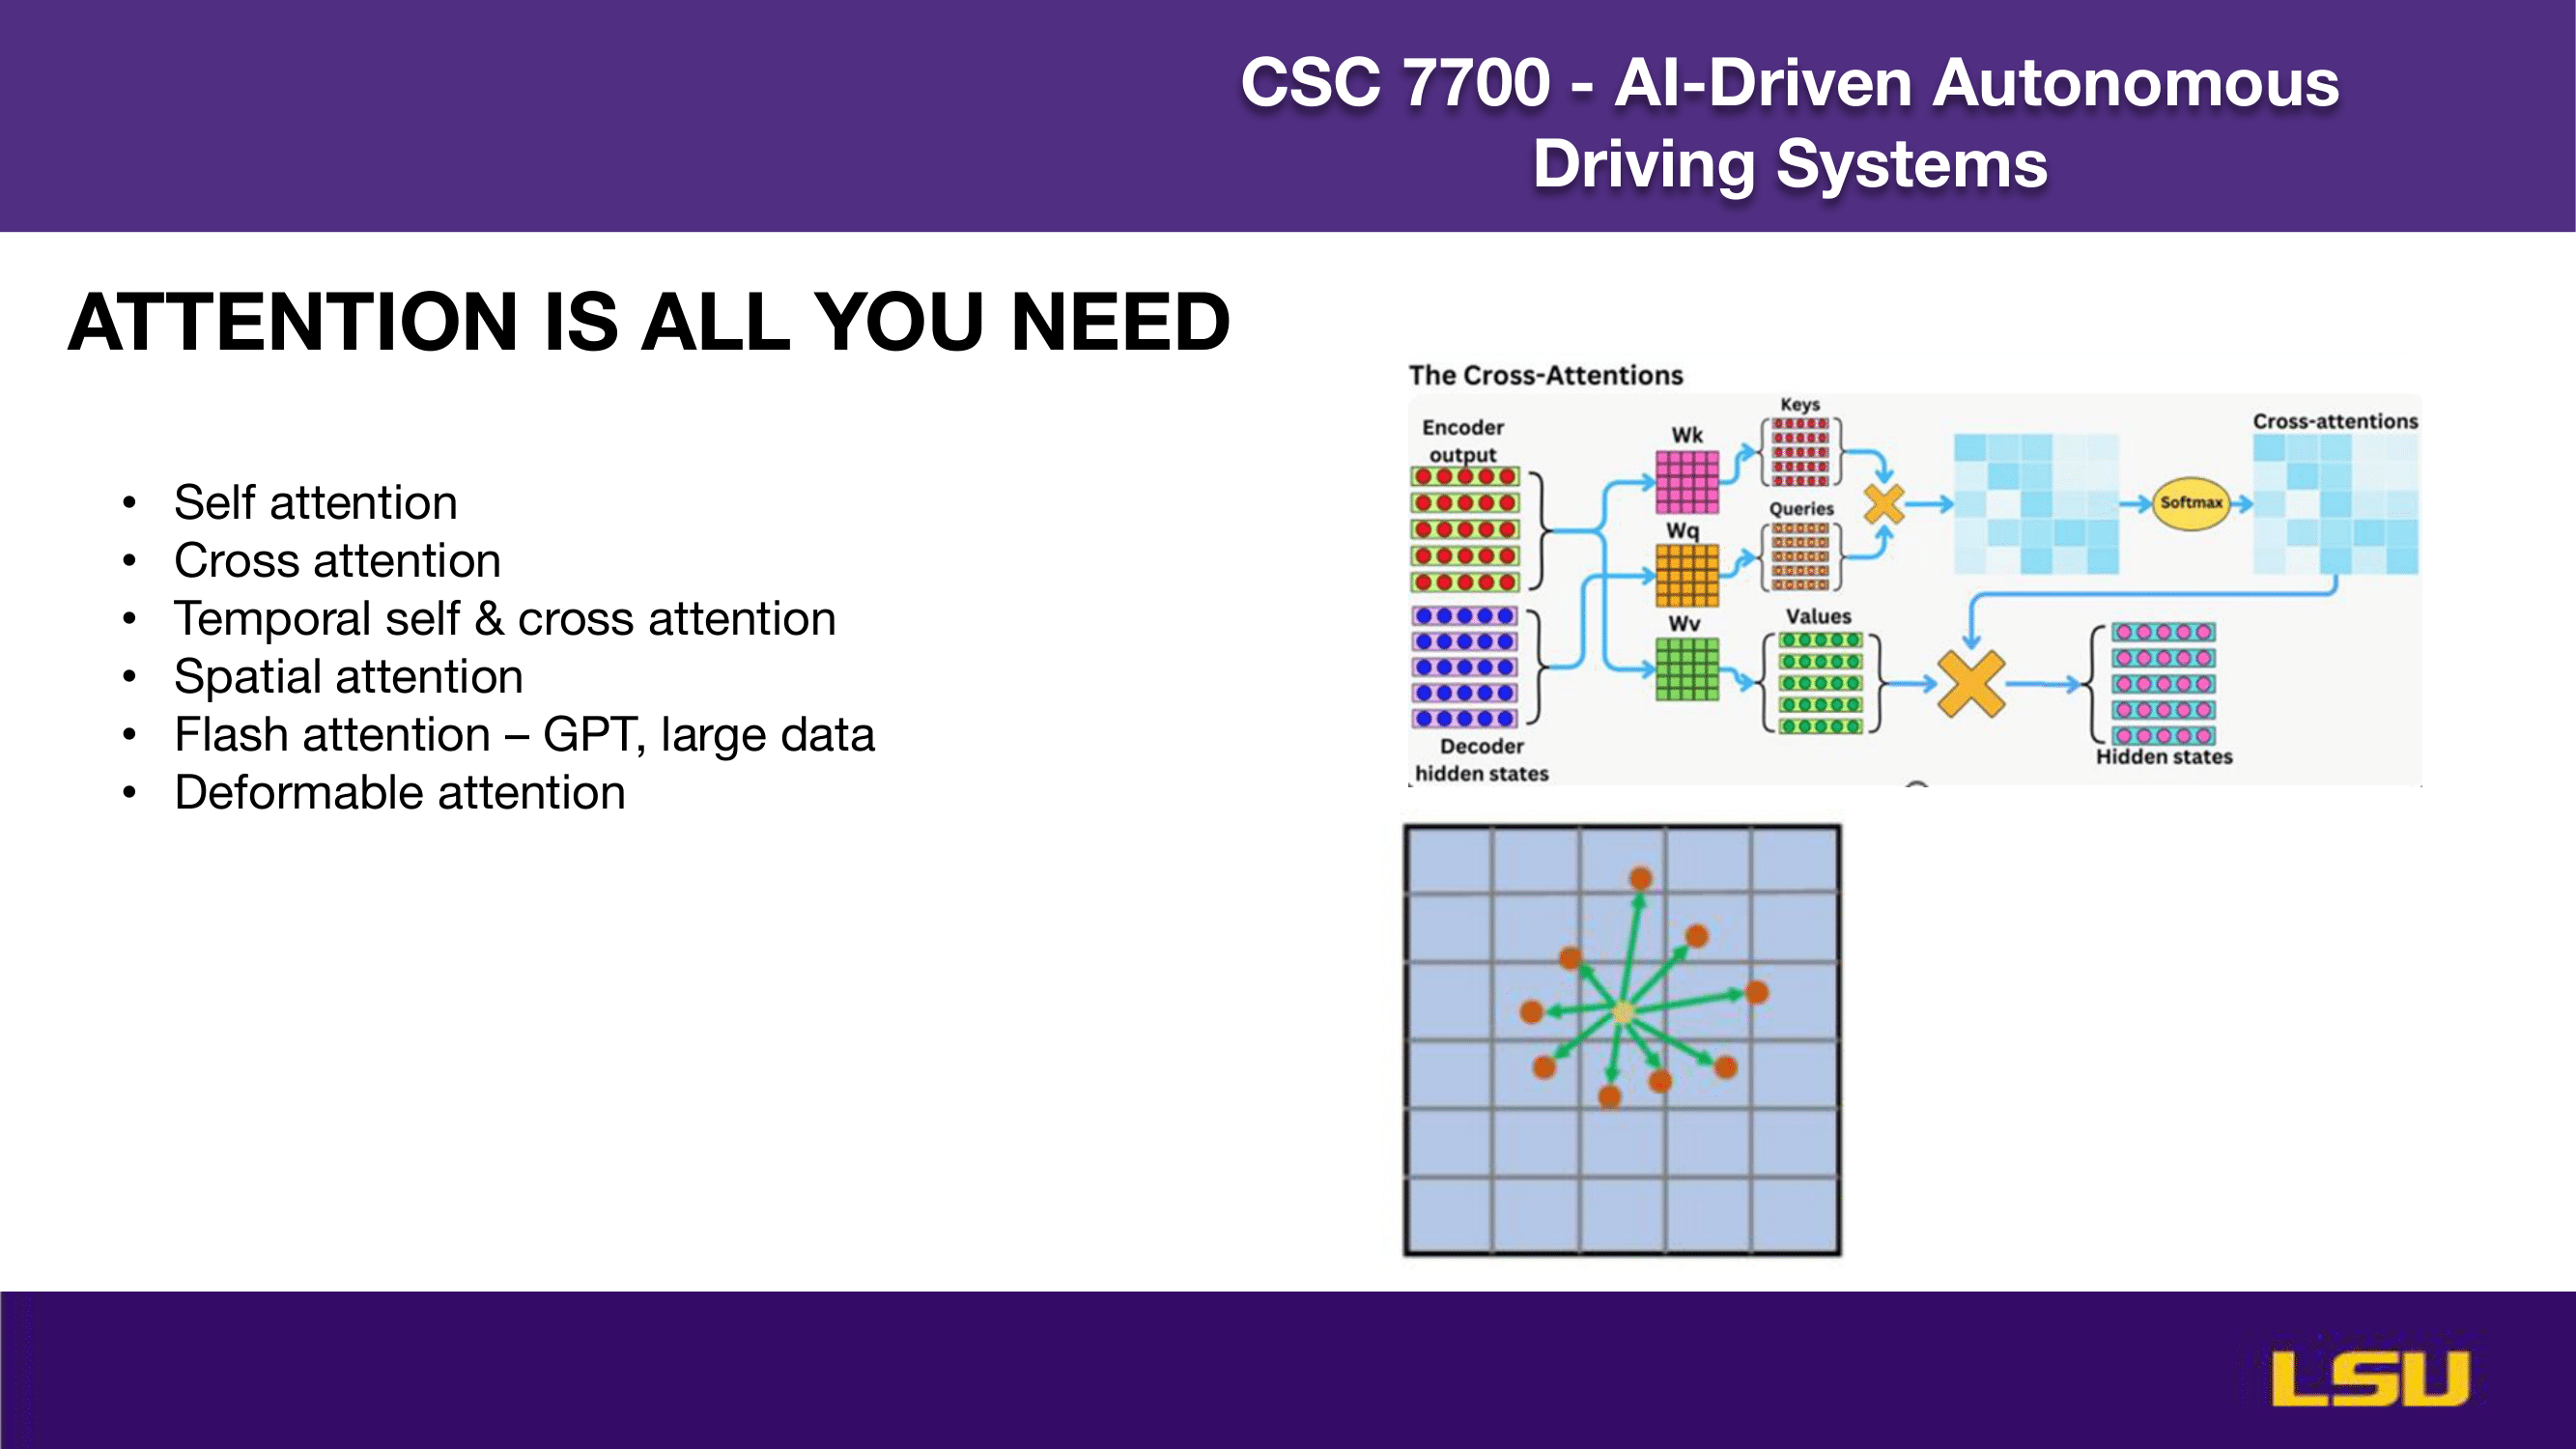 CSC 7700 - AI-Driven Autonomous
Driving Systems
ATTENTION IS ALL YOU NEED
• Self attention
• Cross attention
• Temporal self & cross attention
• Spatial attention
• Flash attention – GPT, large data
• Deformable attention
The Cross-Attentions
Encoder
output
Wk
Keys
Cross-attentions
Queries
Softmax
Wq
Wv
Values
Decoder
hidden states
Hidden states
LSU